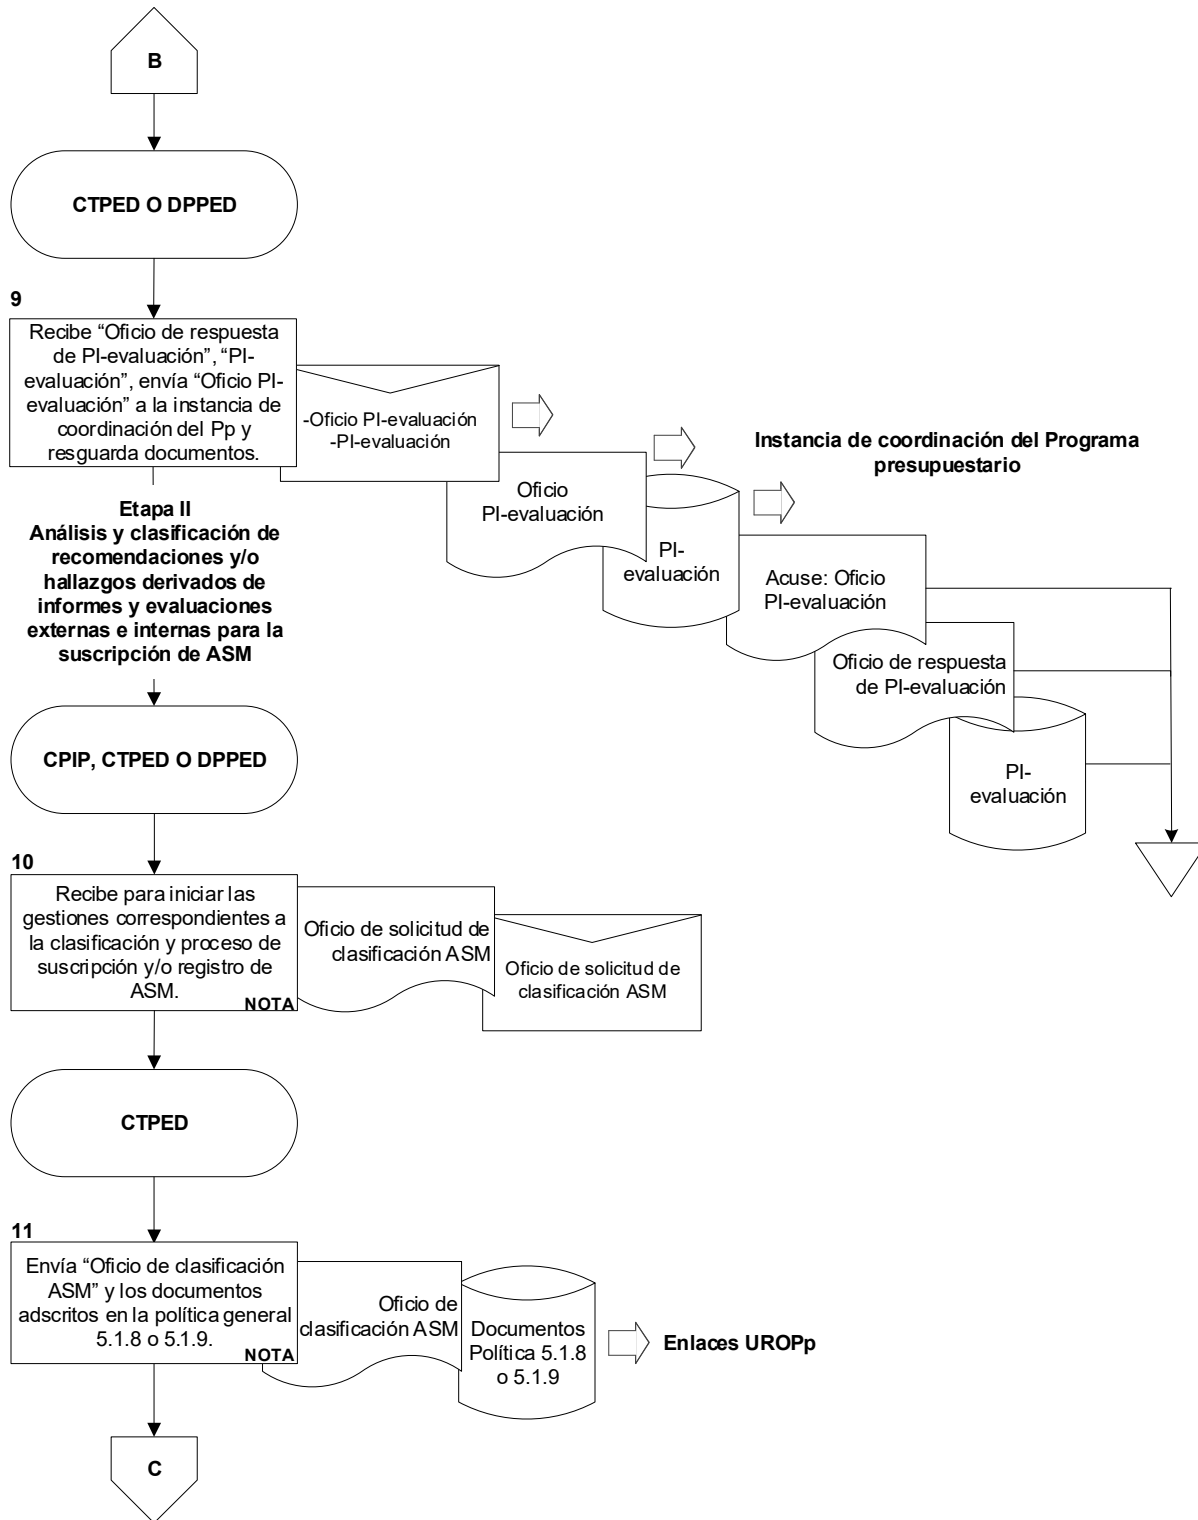 B
CTPED O DPPED
9
Recibe “Oficio de respuesta
de PI-evaluación”, “PI-
evaluación”, envía “Oficio PI-
evaluación” a la instancia de
coordinación del Pp y
resguarda documentos.
-Oficio PI-evaluación
-PI-evaluación
Oficio
PI-evaluación
PI-
evaluación
Instancia de coordinación del Programa
presupuestario
Acuse: Oficio
PI-evaluación
Oficio de respuesta
de PI-evaluación
PI-
evaluación
Etapa II
Análisis y clasificación de
recomendaciones y/o
hallazgos derivados de
informes y evaluaciones
externas e internas para la
suscripción de ASM
CPIP, CTPED O DPPED
10
Recibe para iniciar las
gestiones correspondientes a
la clasificación y proceso de
suscripción y/o registro de
ASM.
NOTA
Oficio de solicitud de
clasificación ASM
Oficio de solicitud de
clasificación ASM
CTPED
11
Envía “Oficio de clasificación
ASM” y los documentos
adscritos en la política general
5.1.8 o 5.1.9.
NOTA
Oficio de
clasificación ASM
Documentos
Política 5.1.8
o 5.1.9
Enlaces UROPp
C